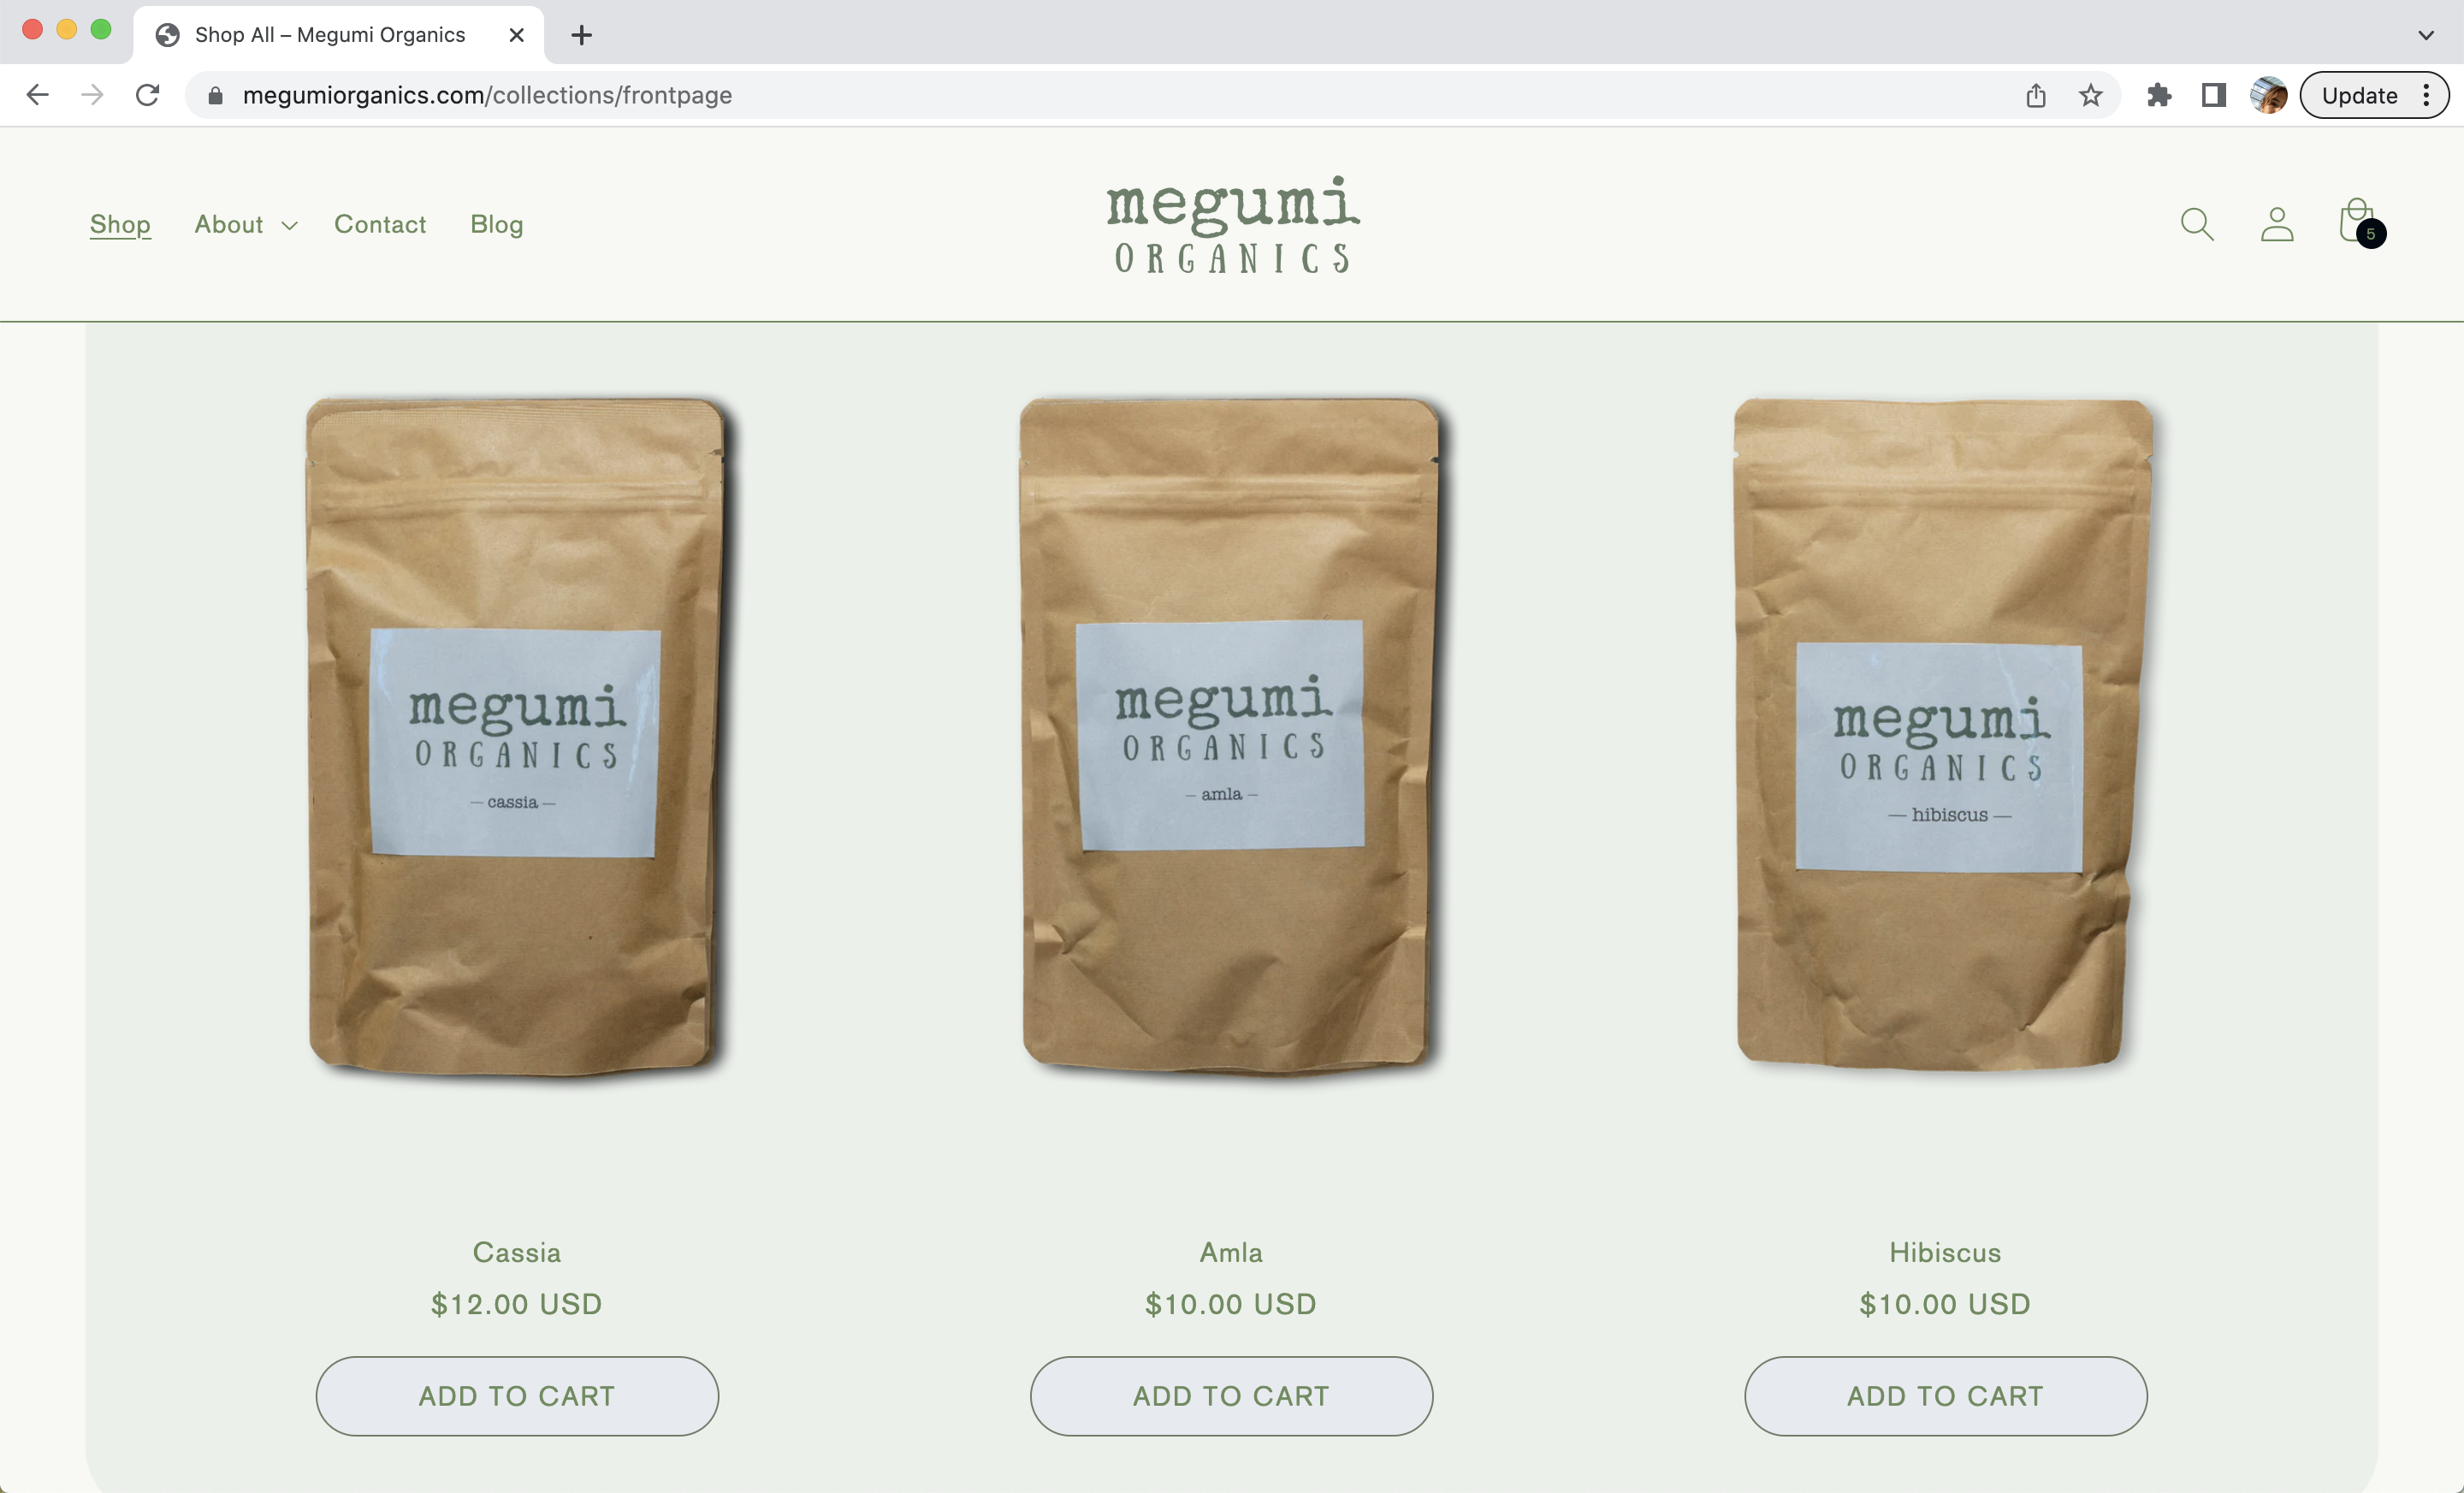 Shop All – Megumi Organics
megumiorganics.com/collections/frontpage
Update
Shop About Contact Blog
megumi
ORGANICS
5
megumi
ORGANICS
— cassia —
megumi
ORGANICS
— amla —
megumi
ORGANICS
— hibiscus —
Cassia
$12.00 USD
ADD TO CART
Amla
$10.00 USD
ADD TO CART
Hibiscus
$10.00 USD
ADD TO CART